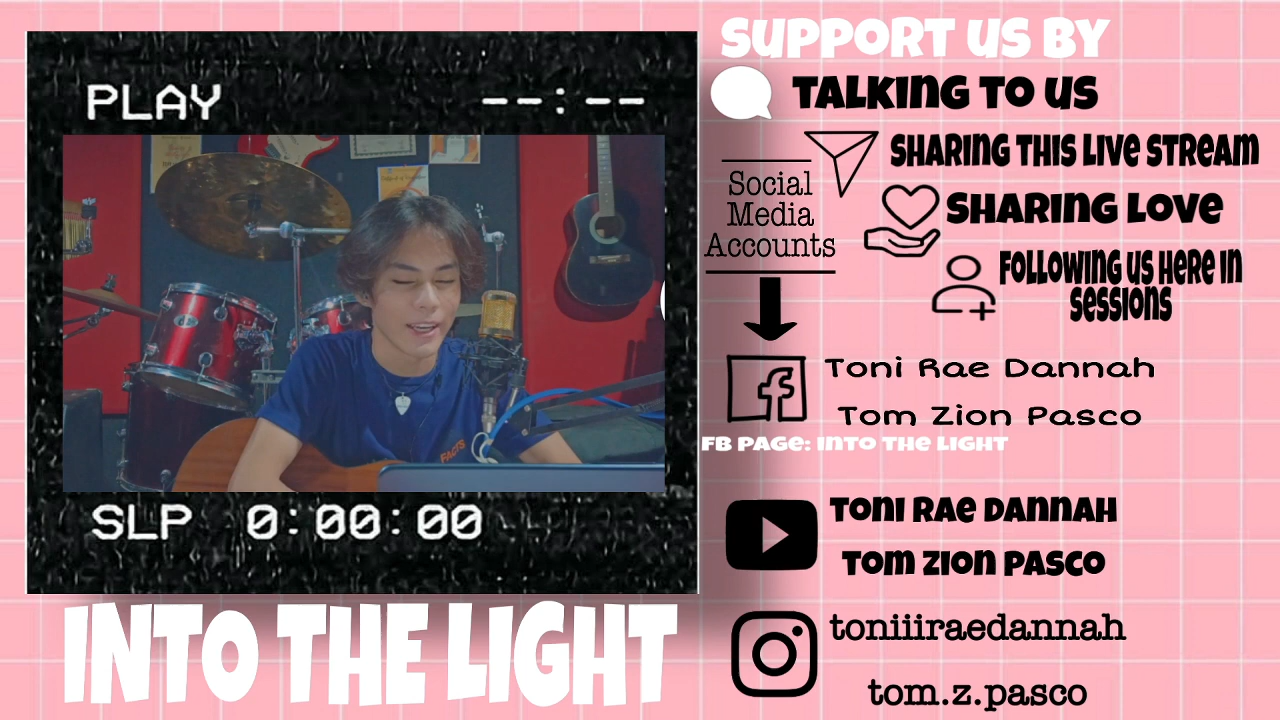 PLAY
--:--
SLP 0:00:00
INTO THE LIGHT
SUPPORT US BY
TALKING TO US
SHARING THIS LIVE STREAM
SHARING LOVE
FOLLOWING US HERE IN
SESSIONS
Social
Media
Accounts
Toni Rae Dannah
Tom Zion Pasco
FB PAGE: INTO THE LIGHT
TONI RAE DANNAH
TOM ZION PASCO
toniiiraedannah
tom.z.pasco
FACTS